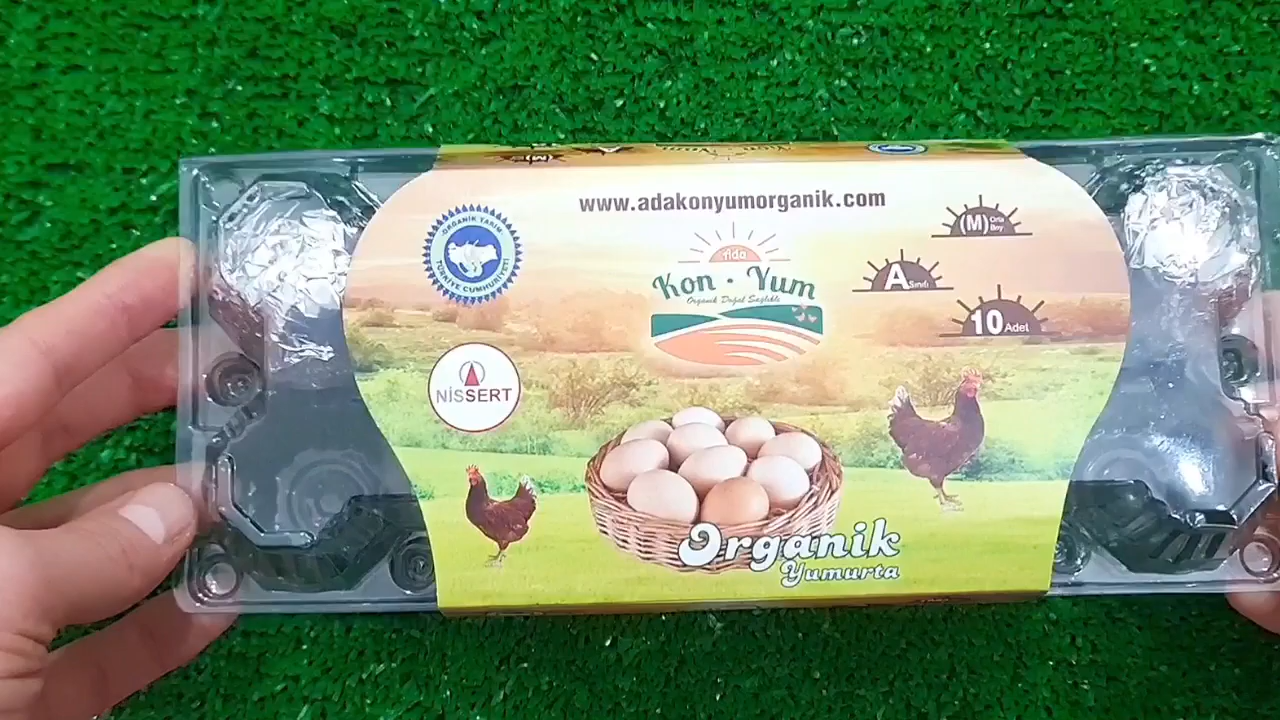 www.adakonyumorganik.com
ORGANİK TARIM
TÜRKİYE CUMHURİYETİ
Ada
Kon · Yum
Organik Doğal Sağlıklı
(M) Orta Boy
A Sınıfı
10 Adet
NİSSERT
Organik
Yumurta